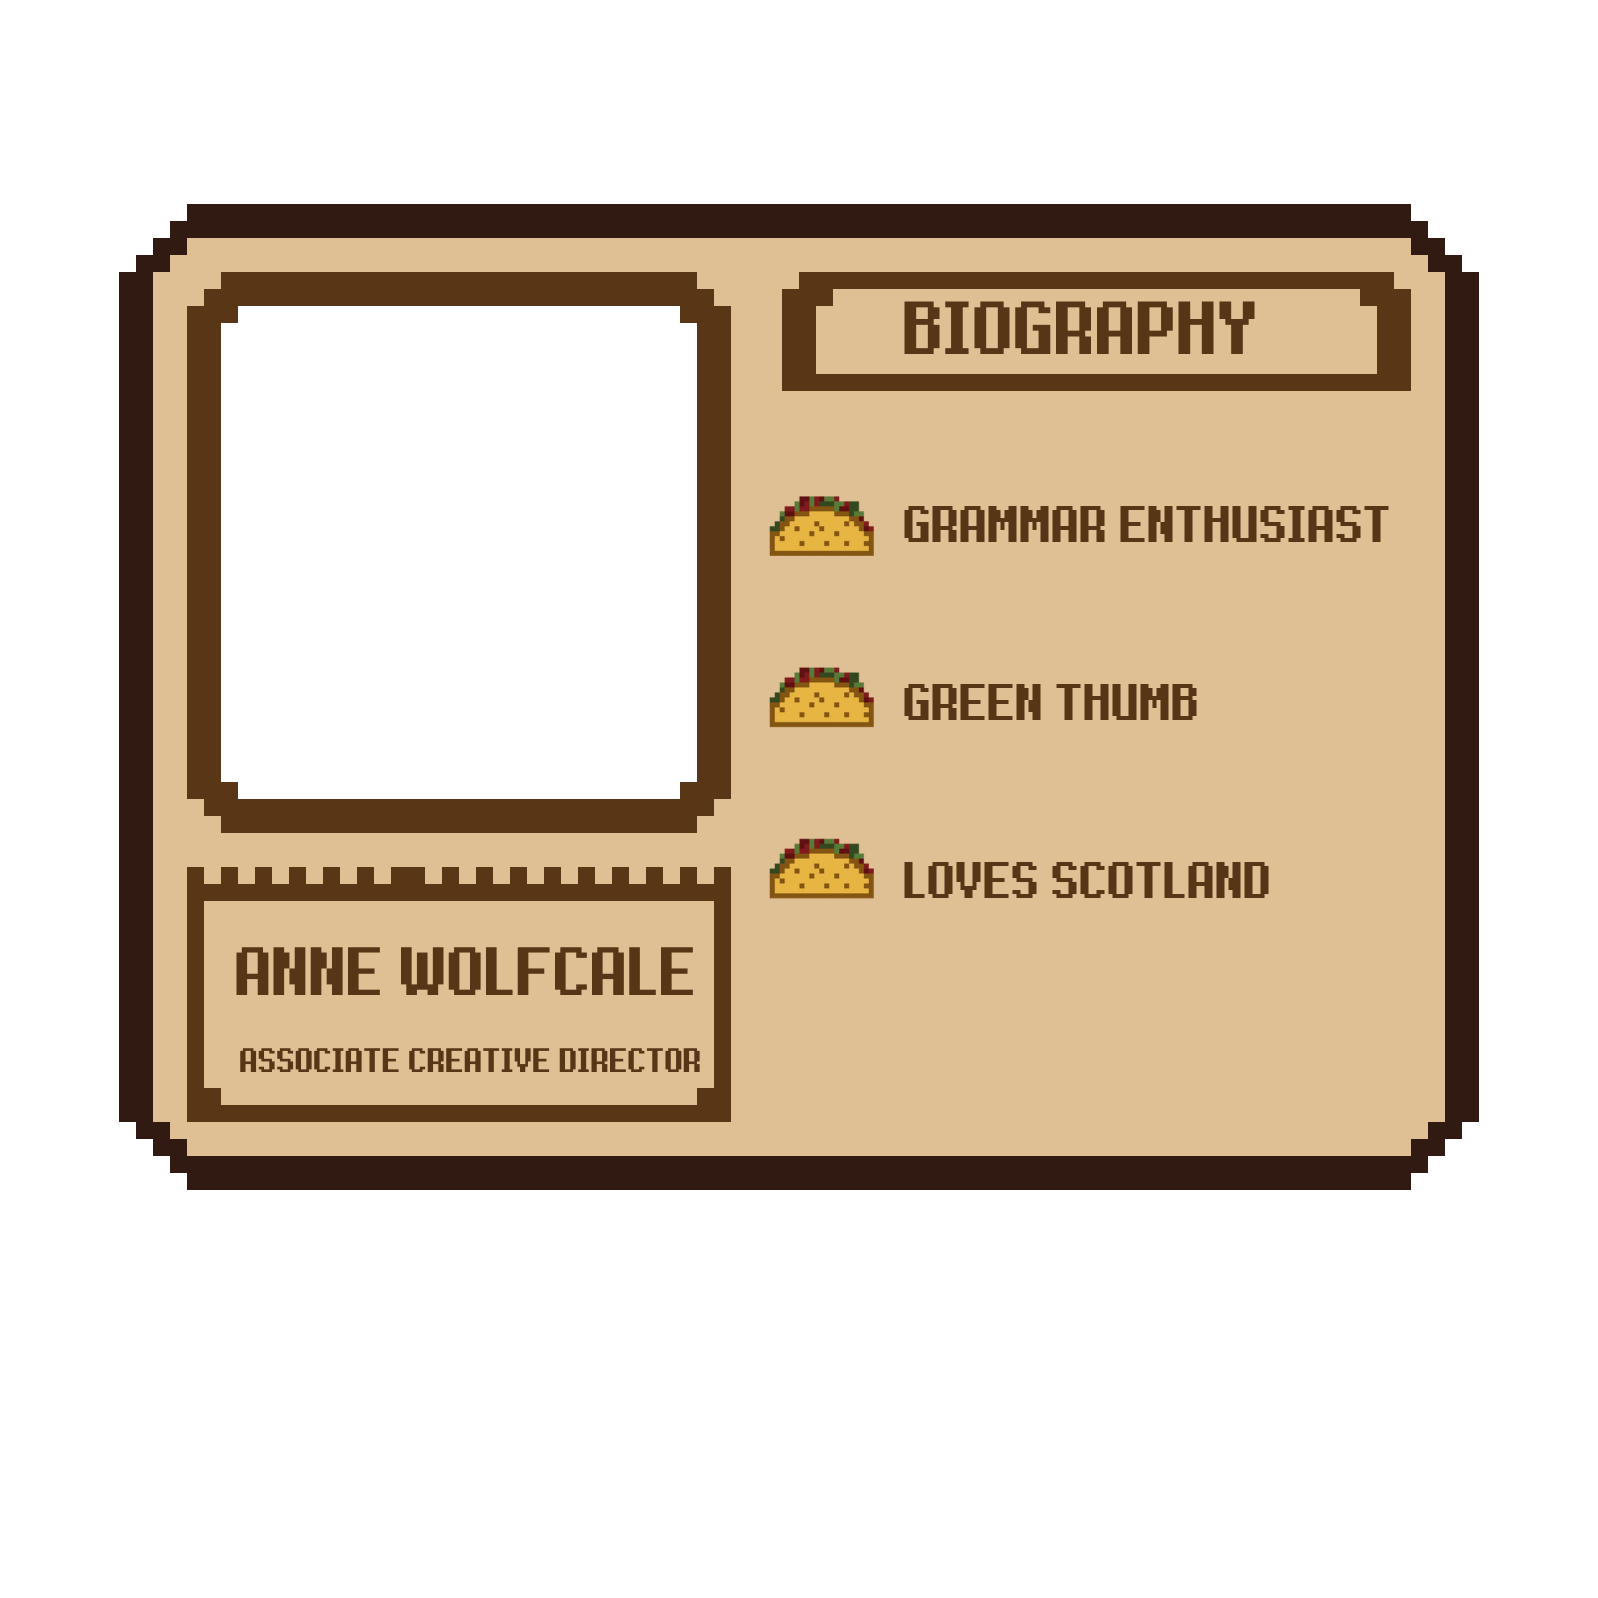 BIOGRAPHY
GRAMMAR ENTHUSIAST
GREEN THUMB
LOVES SCOTLAND
ANNE WOLFCALE
ASSOCIATE CREATIVE DIRECTOR